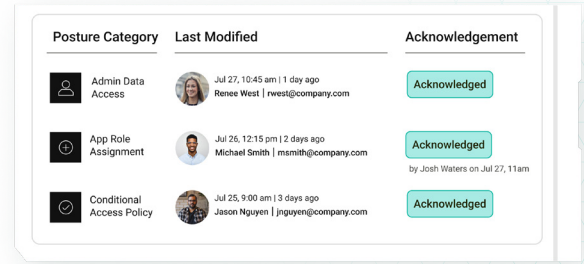 Posture Category Last Modified Acknowledgement
Admin Data
Access
Jul 27, 10:45 am | 1 day ago
Renee West | rwest@company.com
Acknowledged
App Role
Assignment
Jul 26, 12:15 pm | 2 days ago
Michael Smith | msmith@company.com
Acknowledged
by Josh Waters on Jul 27, 11am
Conditional
Access Policy
Jul 25, 9:00 am | 3 days ago
Jason Nguyen | jnguyen@company.com
Acknowledged